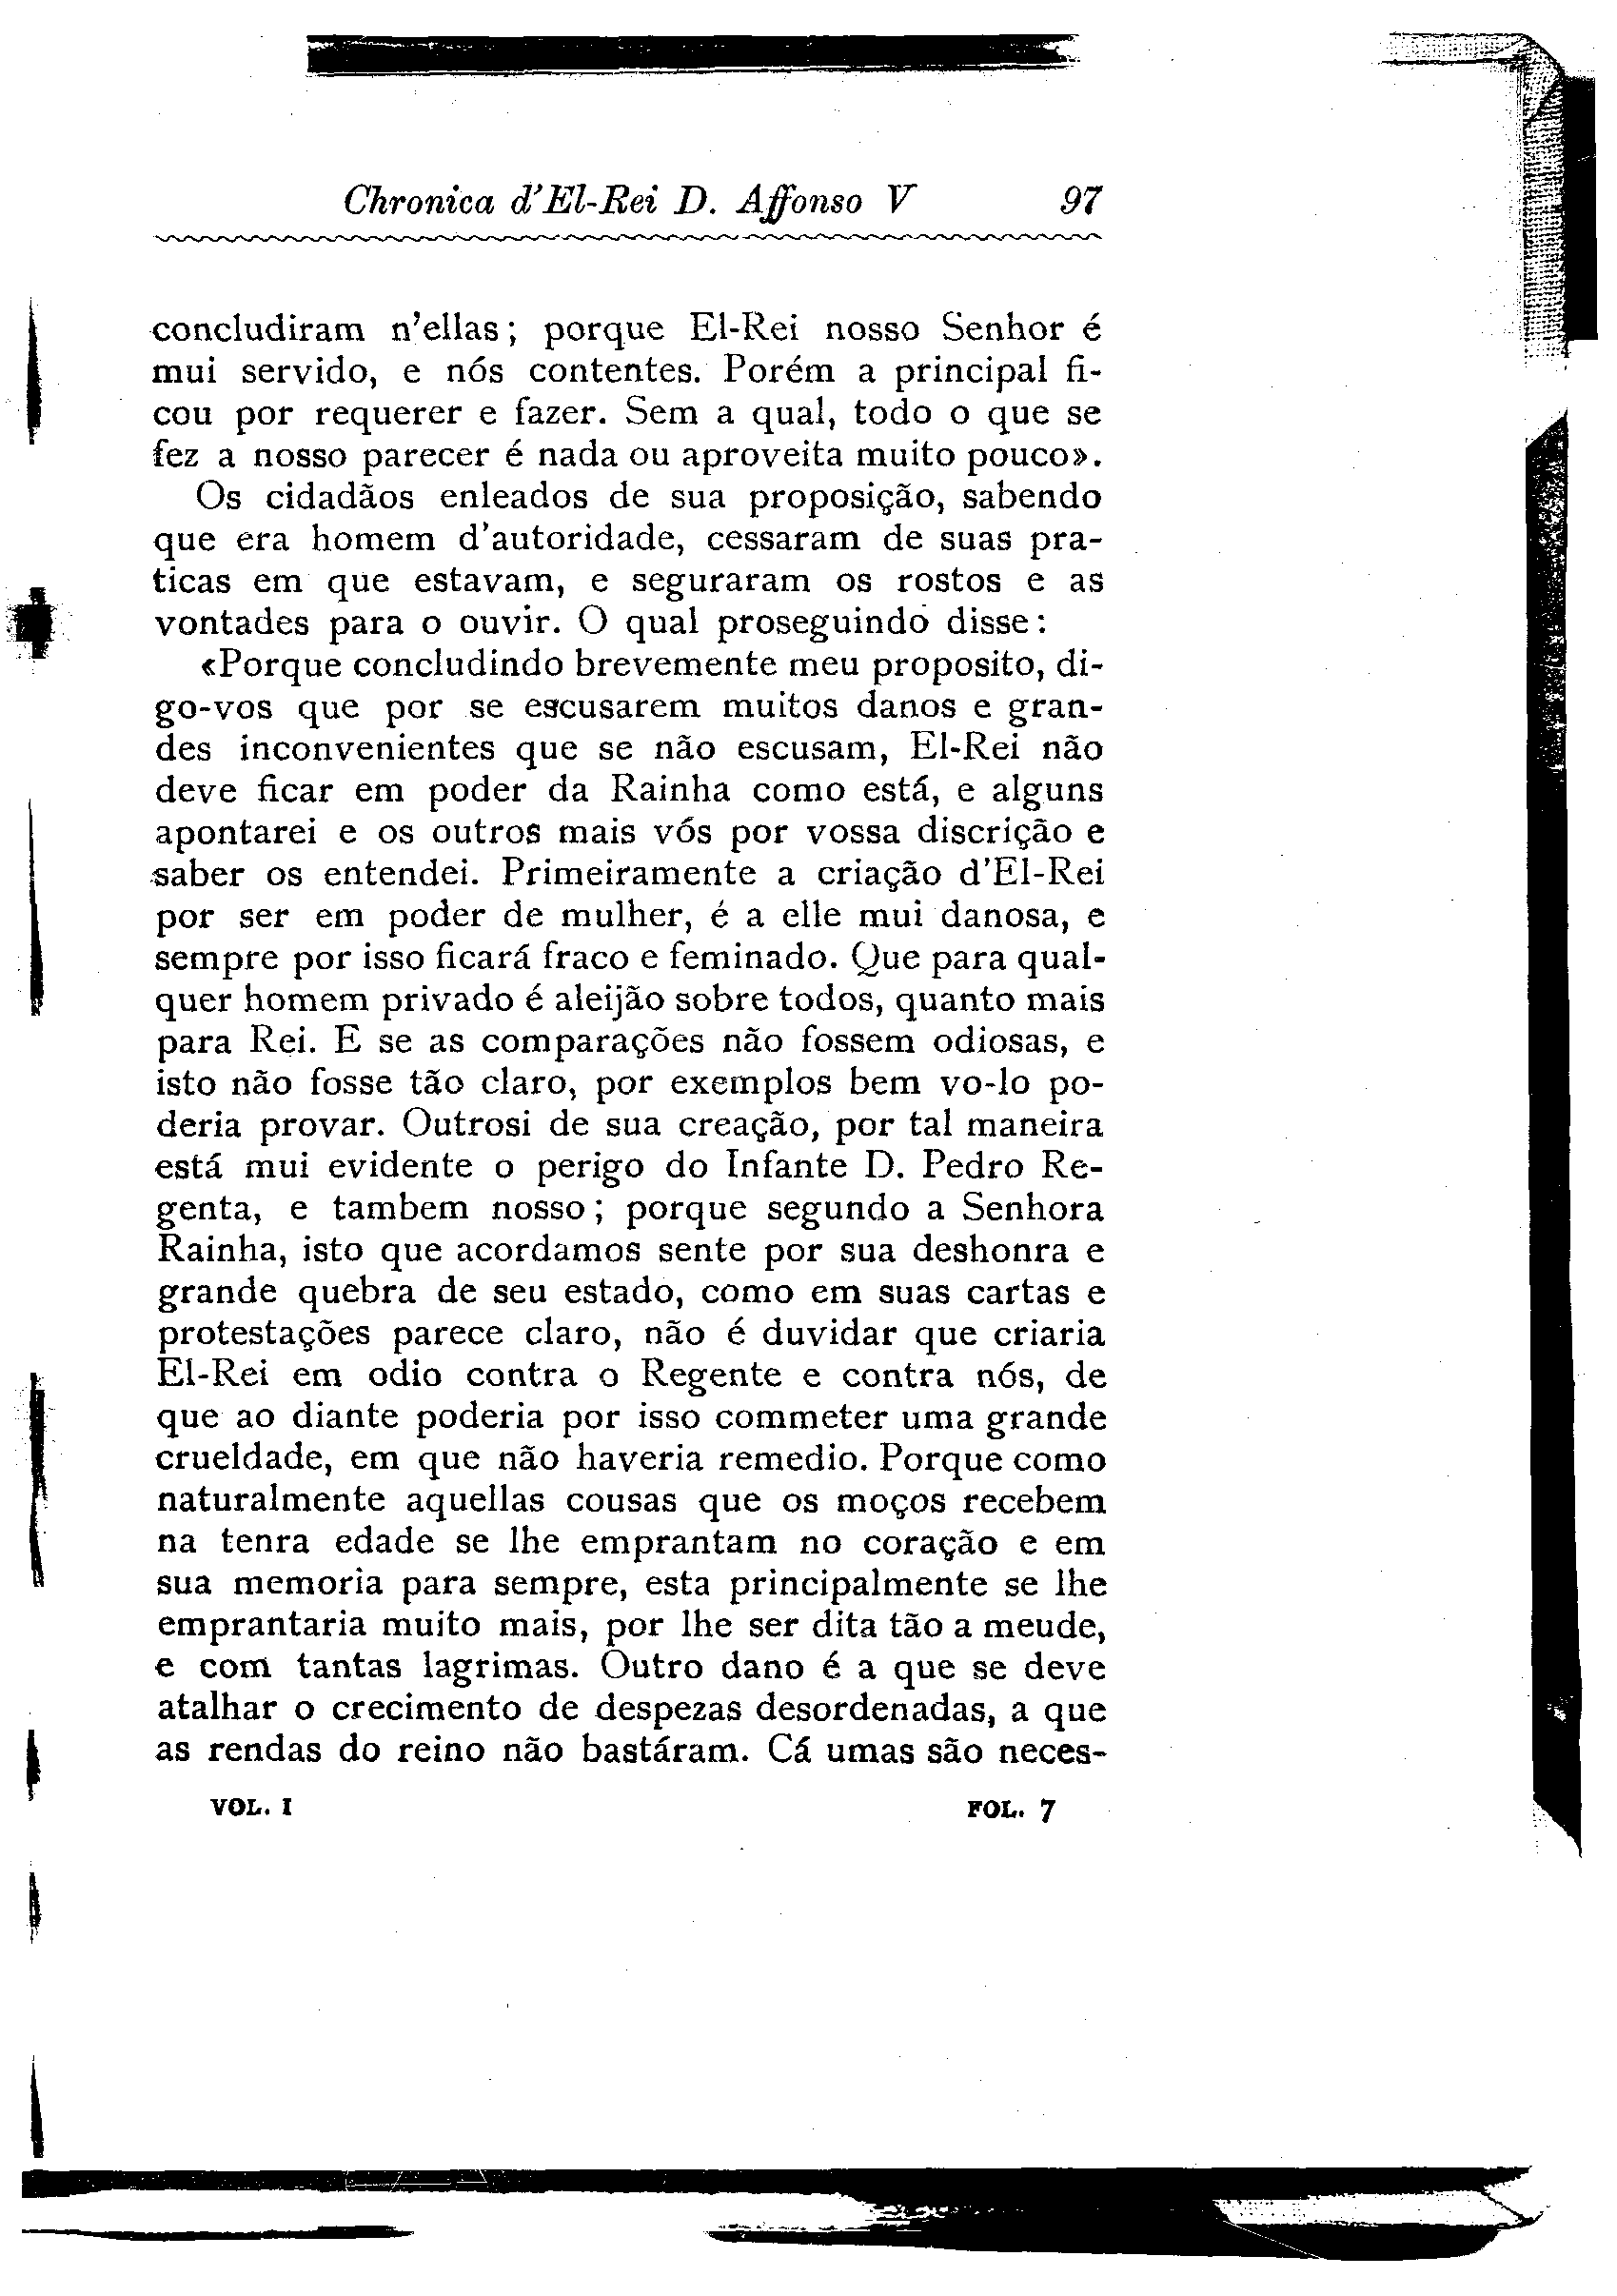 Chronica d'El-Rei D. Affonso V 97
concludiram n'ellas; porque El-Rei nosso Senhor é
mui servido, e nós contentes. Porém a principal fi-
cou por requerer e fazer. Sem a qual, todo o que se
fez a nosso parecer é nada ou aproveita muito pouco».
Os cidadãos enleados de sua proposição, sabendo
que era homem d'autoridade, cessaram de suas pra-
ticas em que estavam, e seguraram os rostos e as
vontades para o ouvir. O qual proseguindo disse:
«Porque concludindo brevemente meu proposito, di-
go-vos que por se escusarem muitos danos e gran-
des inconvenientes que se não escusam, El-Rei não
deve ficar em poder da Rainha como está, e alguns
apontarei e os outros mais vós por vossa discrição e
saber os entendei. Primeiramente a criação d'El-Rei
por ser em poder de mulher, é a elle mui danosa, e
sempre por isso ficará fraco e feminado. Que para qual-
quer homem privado é aleijão sobre todos, quanto mais
para Rei. E se as comparações não fossem odiosas, e
isto não fosse tão claro, por exemplos bem vo-lo po-
deria provar. Outrosi de sua creação, por tal maneira
está mui evidente o perigo do Infante D. Pedro Re-
genta, e tambem nosso; porque segundo a Senhora
Rainha, isto que acordamos sente por sua deshonra e
grande quebra de seu estado, como em suas cartas e
protestações parece claro, não é duvidar que criaria
El-Rei em odio contra o Regente e contra nós, de
que ao diante poderia por isso commeter uma grande
crueldade, em que não haveria remedio. Porque como
naturalmente aquellas cousas que os moços recebem
na tenra edade se lhe emprantam no coração e em
sua memoria para sempre, esta principalmente se lhe
emprantaria muito mais, por lhe ser dita tão a meude,
e com tantas lagrimas. Outro dano é a que se deve
atalhar o crecimento de despezas desordenadas, a que
as rendas do reino não bastáram. Cá umas são neces-
VOL. I FOL. 7